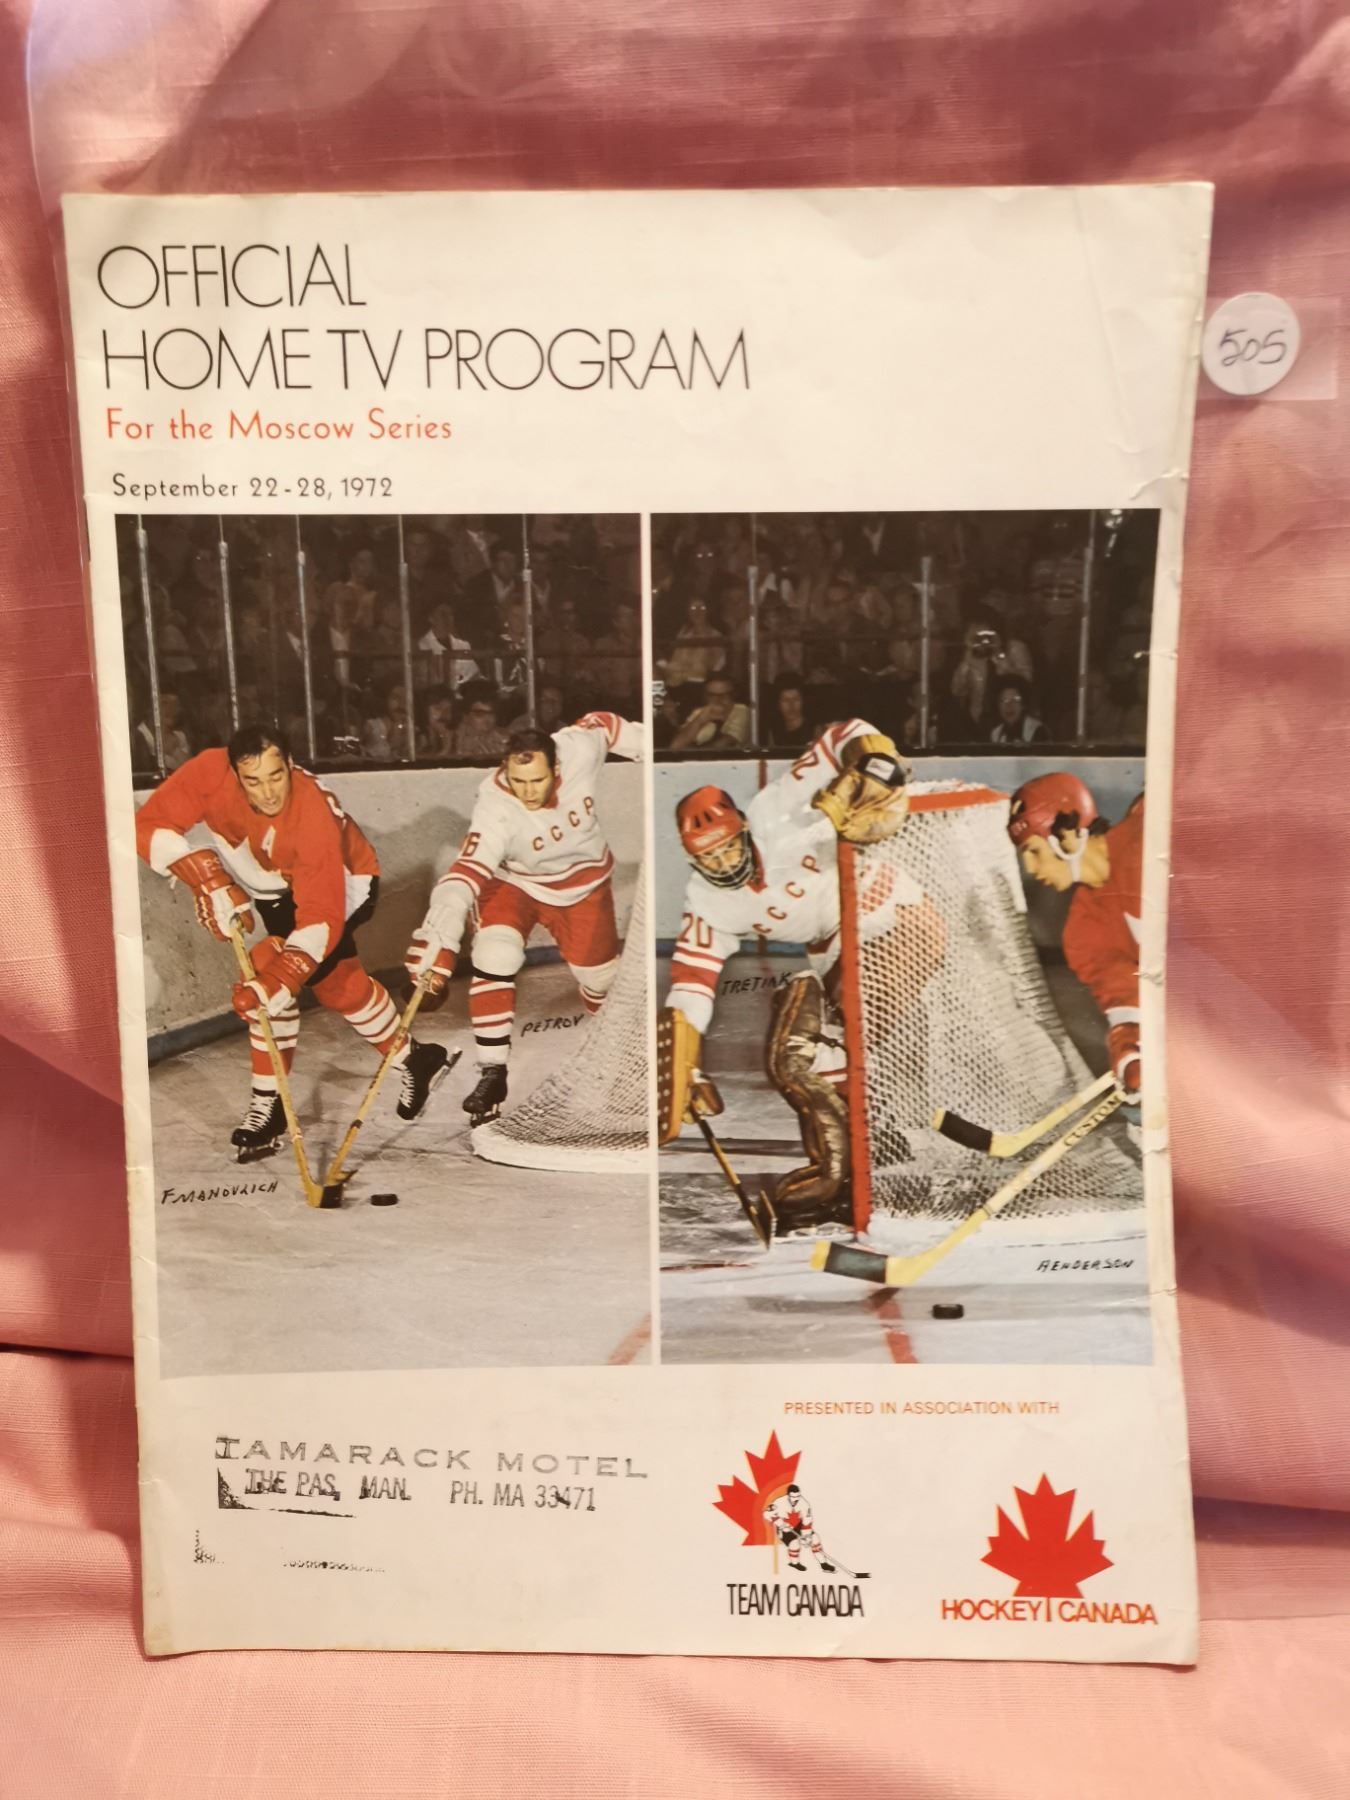 OFFICIAL
HOME TV PROGRAM
For the Moscow Series
September 22-28, 1972
505
16
CCCP
CCM
PETROV
FMAHOVLICH
20
20
CCCP
TRETIAK
CUSTOM
HENDERSON
PRESENTED IN ASSOCIATION WITH
TAMARACK MOTEL
THE PAS, MAN. PH. MA 33471
TEAM CANADA
HOCKEY CANADA